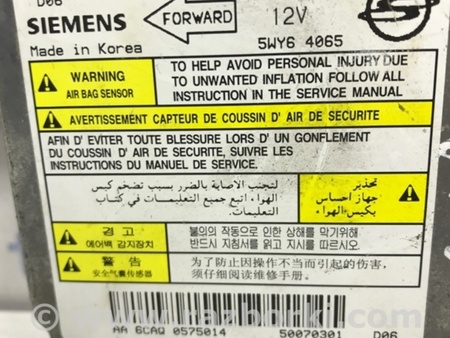 D06
SIEMENS
FORWARD
12V
5WY6 4065
Made in Korea
WARNING
AIR BAG SENSOR
TO HELP AVOID PERSONAL INJURY DUE
TO UNWANTED INFLATION FOLLOW ALL
INSTRUCTION IN THE SERVICE MANUAL
AVERTISSEMENT CAPTEUR DE COUSSIN D' AIR DE SECURITE
AFIN D' EVITER TOUTE BLESSURE LORS D' UN GONFLEMENT
DU COUSSIN D' AIR DE SECURITE, SUIVRE LES
INSTRUCTIONS DU MANUEL DE SERVICE.
تحذير
جهاز احساس
بكيس الهواء
لتجنب الاصابة بالضرر بسبب تضخم كيس
الهواء اتبع جميع التعليمات في كتاب
التعليمات.
경 고
에어백 감지장치
불의의 작동으로 인한 상해를 막기위해
반드시 지침서를 읽고 지시를 따르십시오.
警 告
安全气囊传感器
为了防止因操作不当而引起的伤害，
须仔细阅读维修手册.
AA 6CAQ 0575014
50070301
D06
© www.razborki.com